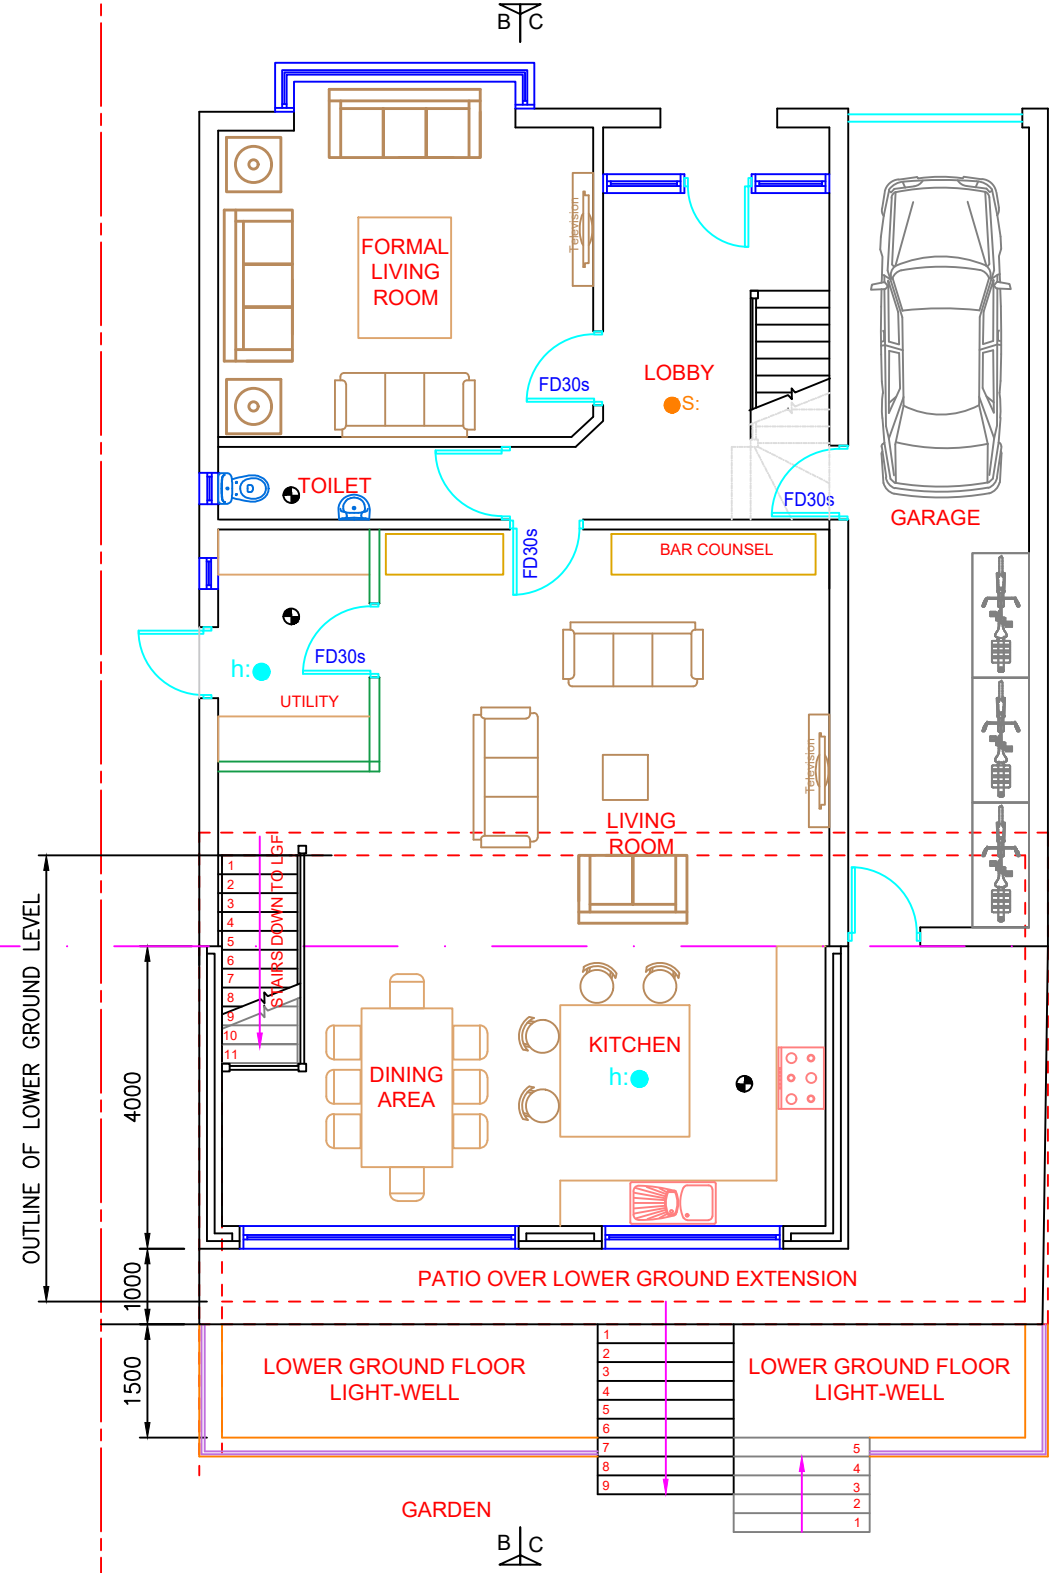 B C
FORMAL
LIVING
ROOM
Television
FD30s
LOBBY
S:
TOILET
FD30s
GARAGE
FD30s
BAR COUNSEL
h:
FD30s
UTILITY
Television
LIVING
ROOM
STAIRS DOWN TO LGF
1
2
3
4
5
6
7
8
9
10
11
OUTLINE OF LOWER GROUND LEVEL
4000
1000
1500
DINING
AREA
KITCHEN
h:
PATIO OVER LOWER GROUND EXTENSION
LOWER GROUND FLOOR
LIGHT-WELL
1
2
3
4
5
6
7
8
9
LOWER GROUND FLOOR
LIGHT-WELL
5
4
3
2
1
GARDEN
B C